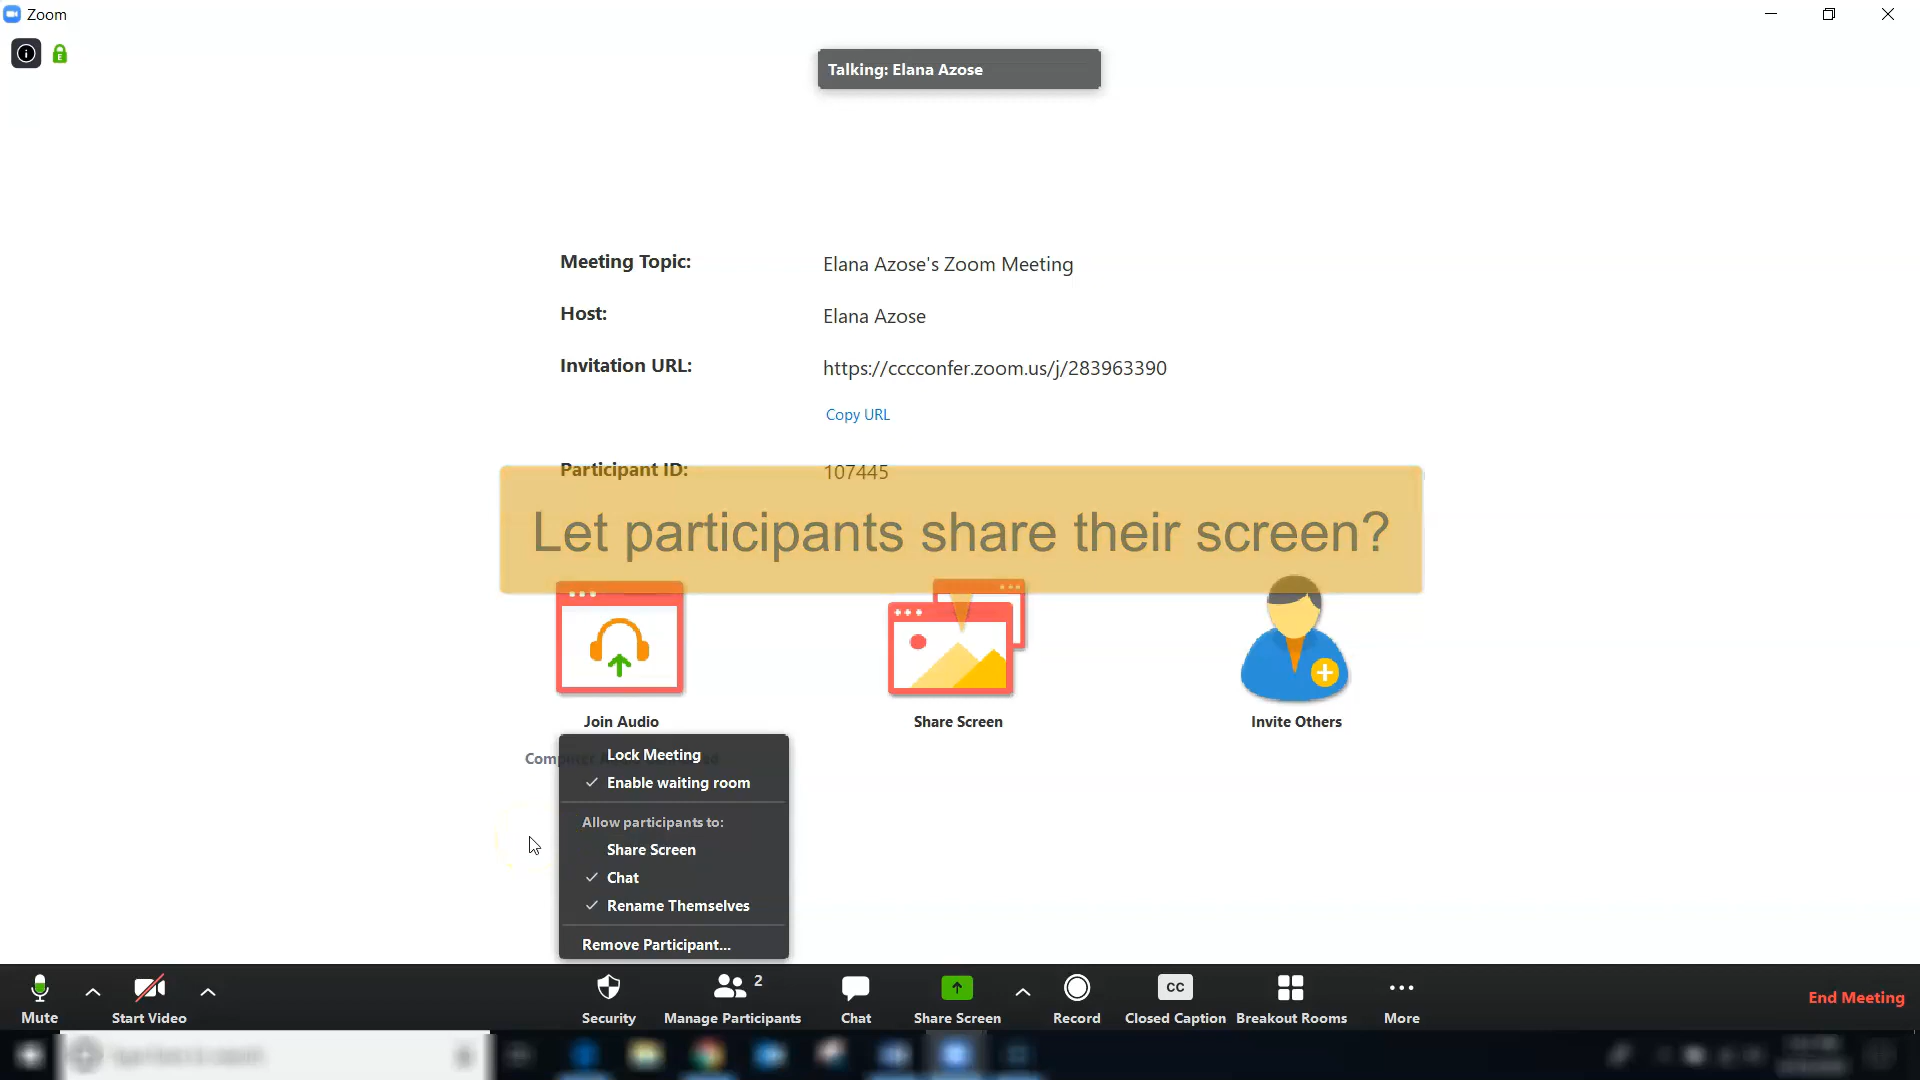 Zoom
Talking: Elana Azose
Meeting Topic: Elana Azose's Zoom Meeting
Host: Elana Azose
Invitation URL: https://cccconfer.zoom.us/j/283963390
Copy URL
Participant ID: 107445
Let participants share their screen?
Join Audio
Share Screen
Invite Others
Lock Meeting
Enable waiting room
Allow participants to:
Share Screen
Chat
Rename Themselves
Remove Participant...
Mute
Start Video
Security
Manage Participants 2
Chat
Share Screen
Record
CC
Closed Caption
Breakout Rooms
More
End Meeting